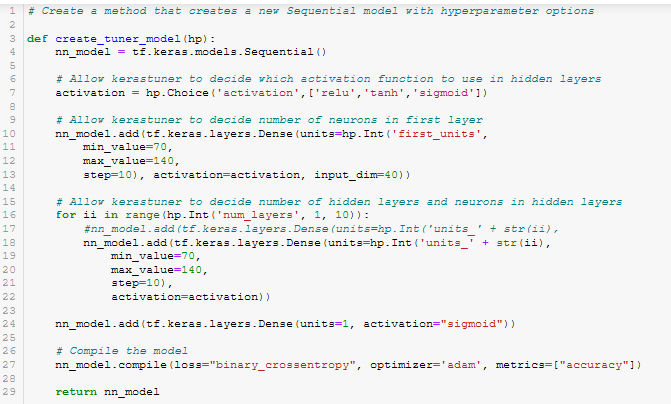 1 # Create a method that creates a new Sequential model with hyperparameter options
2
3 def create_tuner_model(hp):
4     nn_model = tf.keras.models.Sequential()
5
6     # Allow kerastuner to decide which activation function to use in hidden layers
7     activation = hp.Choice('activation',['relu','tanh','sigmoid'])
8
9     # Allow kerastuner to decide number of neurons in first layer
10     nn_model.add(tf.keras.layers.Dense(units=hp.Int('first_units',
11         min_value=70,
12         max_value=140,
13         step=10), activation=activation, input_dim=40))
14
15     # Allow kerastuner to decide number of hidden layers and neurons in hidden layers
16     for ii in range(hp.Int('num_layers', 1, 10)):
17         #nn_model.add(tf.keras.layers.Dense(units=hp.Int('units_' + str(ii),
18         nn_model.add(tf.keras.layers.Dense(units=hp.Int('units_' + str(ii),
19             min_value=70,
20             max_value=140,
21             step=10),
22             activation=activation))
23
24     nn_model.add(tf.keras.layers.Dense(units=1, activation="sigmoid"))
25
26     # Compile the model
27     nn_model.compile(loss="binary_crossentropy", optimizer='adam', metrics=["accuracy"])
28
29     return nn_model